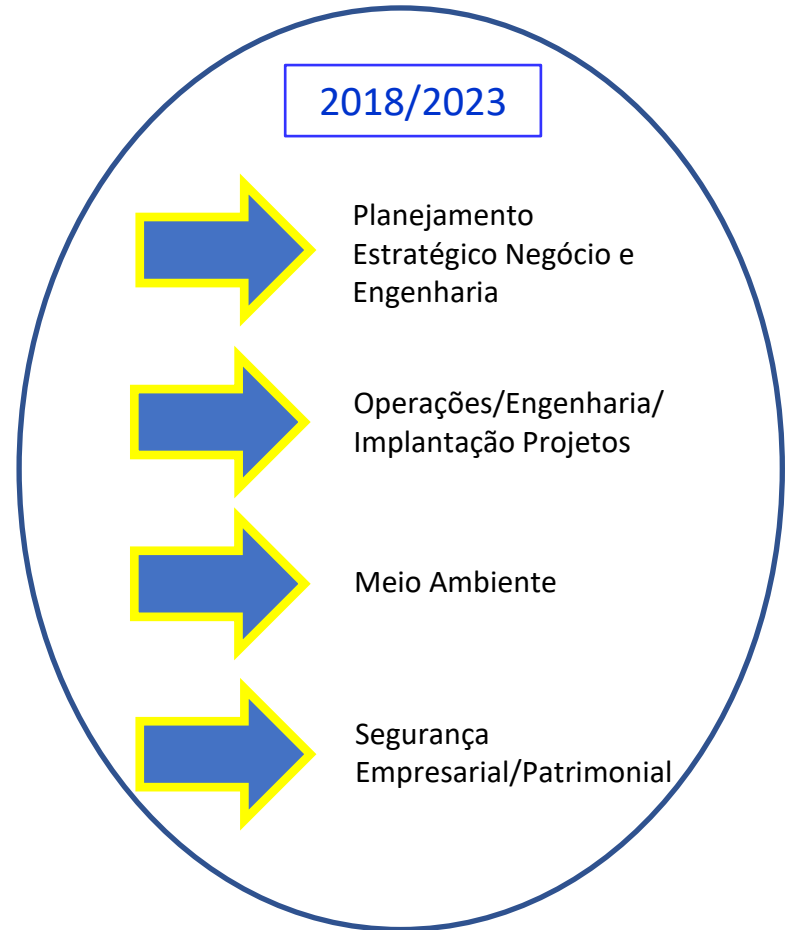 2018/2023
Planejamento
Estratégico Negócio e
Engenharia
Operações/Engenharia/
Implantação Projetos
Meio Ambiente
Segurança
Empresarial/Patrimonial